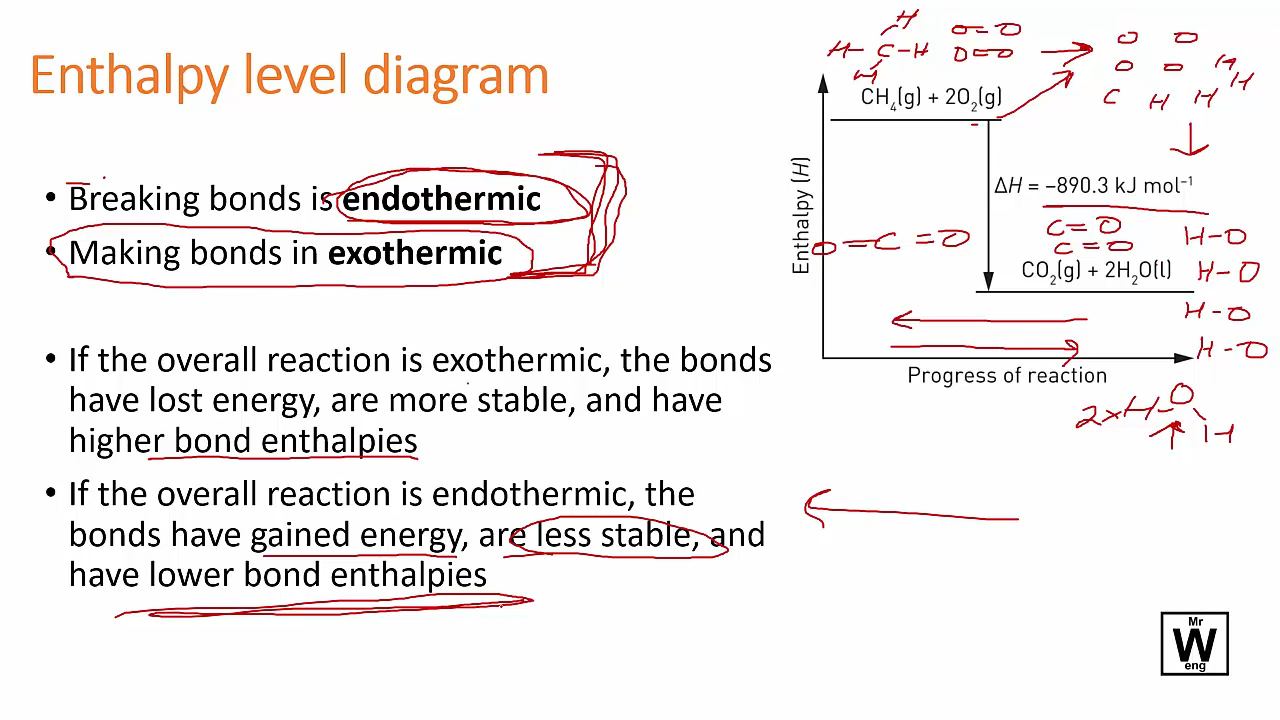 Enthalpy level diagram
• Breaking bonds is endothermic
• Making bonds in exothermic
• If the overall reaction is exothermic, the bonds
have lost energy, are more stable, and have
higher bond enthalpies
• If the overall reaction is endothermic, the
bonds have gained energy, are less stable, and
have lower bond enthalpies
H
H-C-H O=O
H O=O
O O
O O H
C H H H
CH₄(g) + 2O₂(g)
Enthalpy (H)
ΔH = −890.3 kJ mol⁻¹
C=O
C=O
O=C=O
H-O
H-O
H-O
H-O
CO₂(g) + 2H₂O(l)
Progress of reaction
2×H-O
H
Mr
W
eng